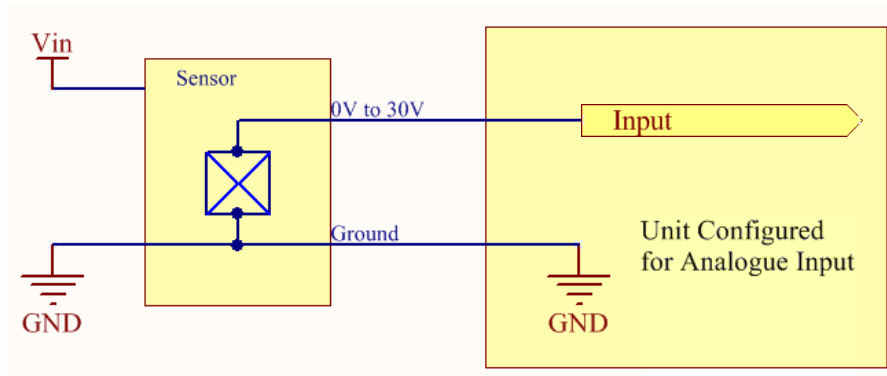 Vin
Sensor
0V to 30V
Input
Ground
Unit Configured
for Analogue Input
GND
GND